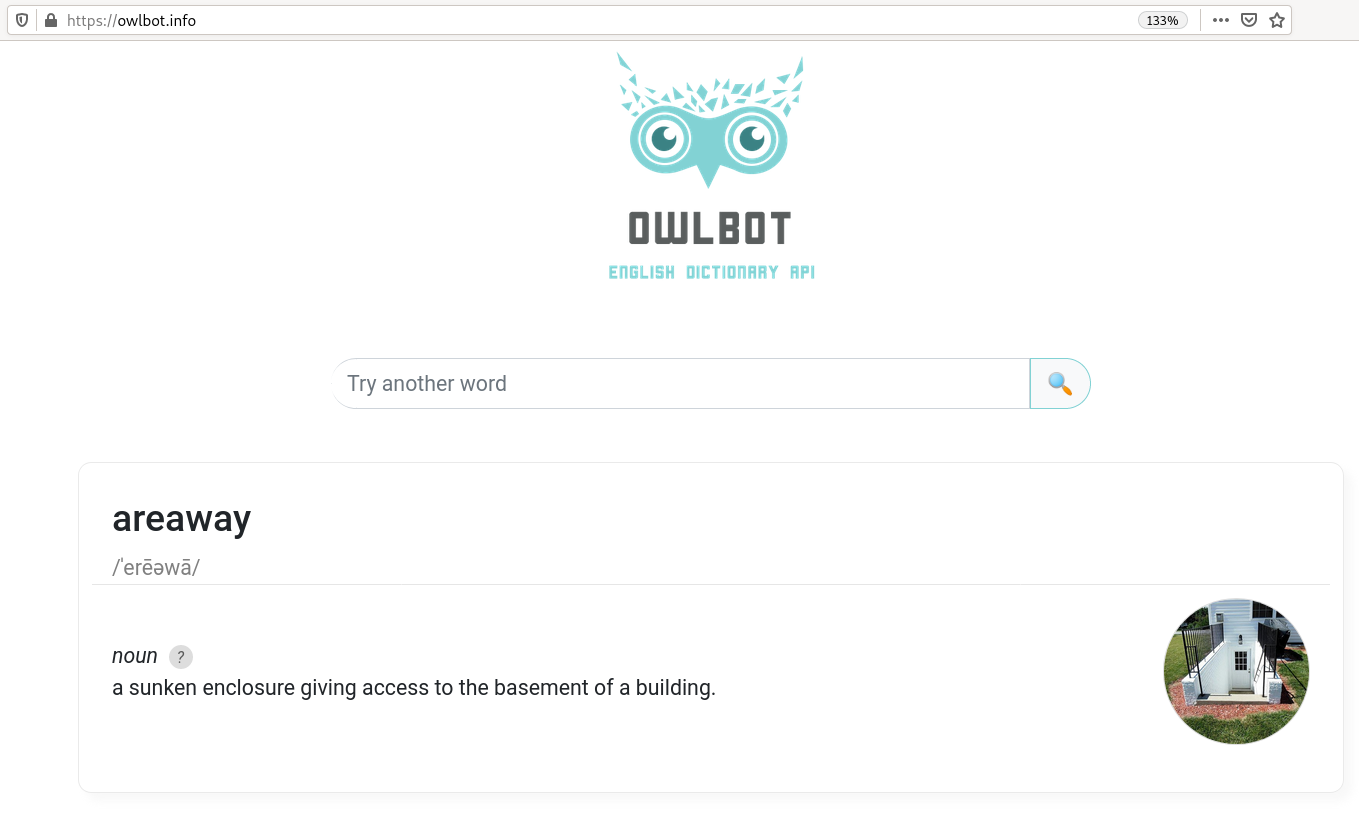 https://owlbot.info 133%
OWLBOT
ENGLISH DICTIONARY API
Try another word
areaway
/ˈerēəwā/
noun ?
a sunken enclosure giving access to the basement of a building.